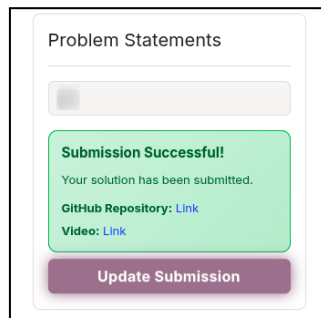 Problem Statements
Submission Successful!
Your solution has been submitted.
GitHub Repository: Link
Video: Link
Update Submission